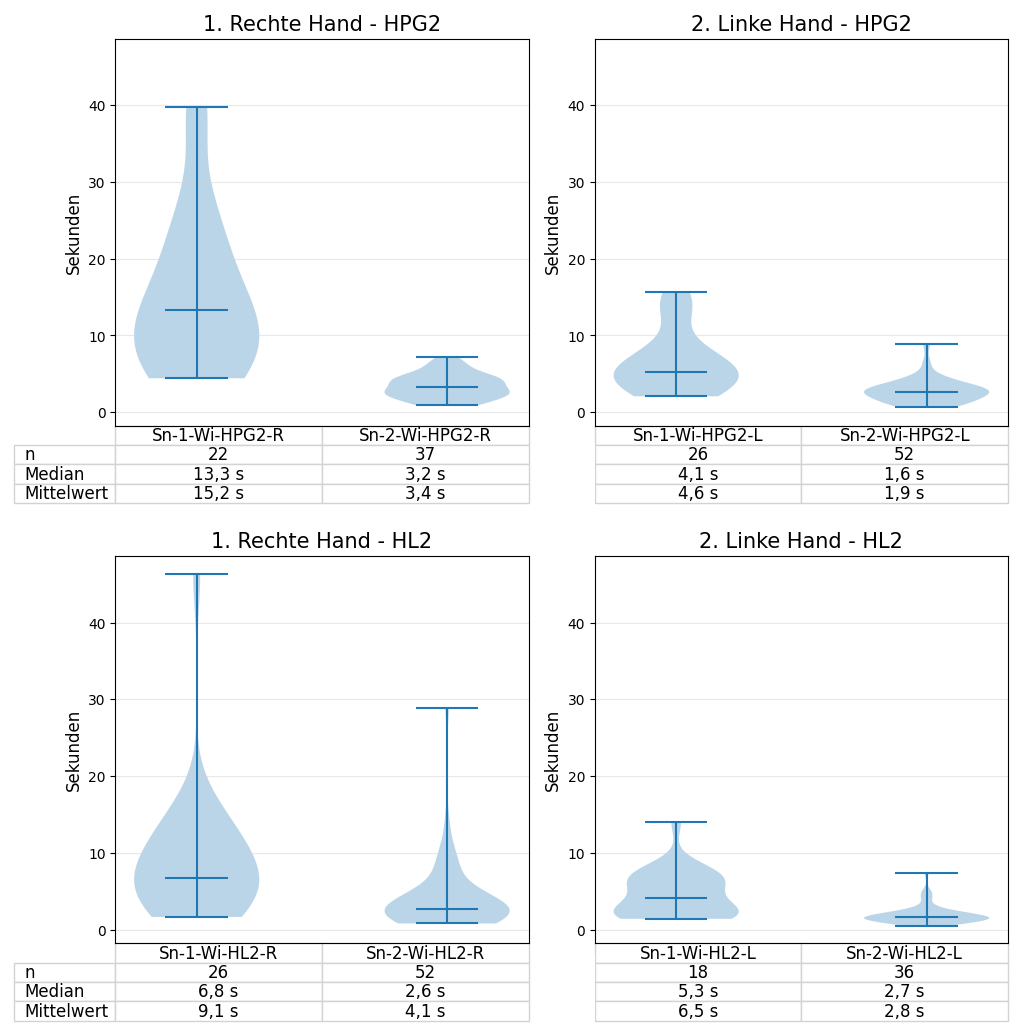 1. Rechte Hand - HPG2
2. Linke Hand - HPG2
Sekunden
40
30
20
10
0
Sekunden
40
30
20
10
0
Sn-1-Wi-HPG2-R Sn-2-Wi-HPG2-R
n 22 37
Median 13,3 s 3,2 s
Mittelwert 15,2 s 3,4 s
Sn-1-Wi-HPG2-L Sn-2-Wi-HPG2-L
26 52
4,1 s 1,6 s
4,6 s 1,9 s
1. Rechte Hand - HL2
2. Linke Hand - HL2
Sekunden
40
30
20
10
0
Sekunden
40
30
20
10
0
Sn-1-Wi-HL2-R Sn-2-Wi-HL2-R
n 26 52
Median 6,8 s 2,6 s
Mittelwert 9,1 s 4,1 s
Sn-1-Wi-HL2-L Sn-2-Wi-HL2-L
18 36
5,3 s 2,7 s
6,5 s 2,8 s